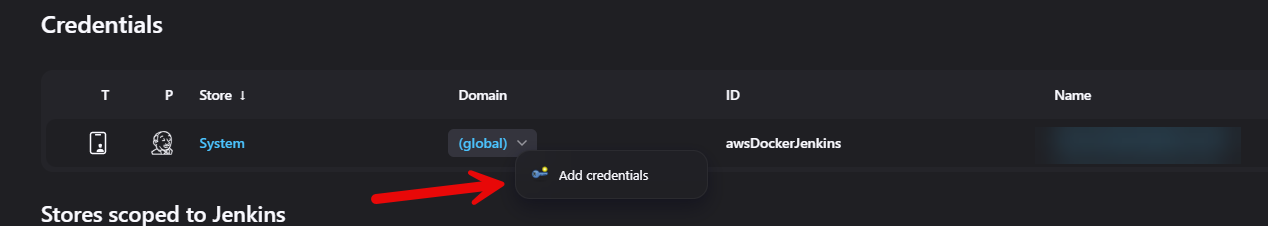 Credentials
T P Store ↓ Domain ID Name
System (global) awsDockerJenkins
Add credentials
Stores scoped to Jenkins